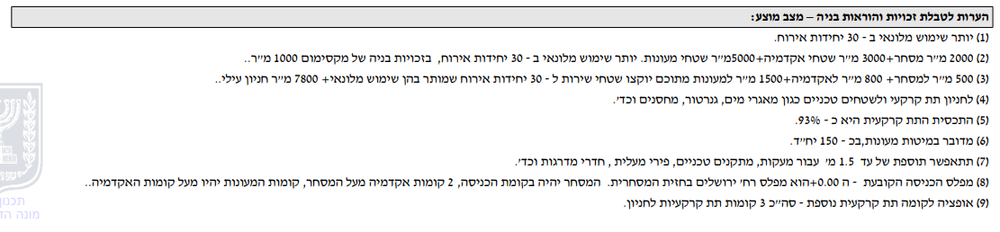 הערות לטבלת זכויות והוראות בניה – מצב מוצע:
(1) יותר שימוש מלונאי ב - 30 יחידות אירוח.
(2) 2000 מ״ר מסחר+3000 מ״ר שטחי אקדמיה+5000מ״ר שטחי מעונות. יותר שימוש מלונאי ב - 30 יחידות אירוח, בזכויות בניה של מקסימום 1000 מ״ר..
(3) 500 מ״ר למסחר+ 800 מ״ר לאקדמיה+1500 מ״ר למעונות מתוכם יוקצו שטחי שירות ל - 30 יחידות אירוח שמותר בהן שימוש מלונאי+ 7800 מ״ר חניון עילי..
(4) לחניון תת קרקעי ולשטחים טכניים כגון מאגרי מים, גנרטור, מחסנים וכד׳.
(5) התכסית התת קרקעית היא כ - 93%.
(6) מדובר במיטות מעונות,בכ - 150 יח״ד.
(7) תתאפשר תוספת של עד 1.5 מ׳ עבור מעקות, מתקנים טכניים, פירי מעלית , חדרי מדרגות וכד׳.
(8) מפלס הכניסה הקובעת - ה 0.00+הוא מפלס רח׳ ירושלים בחזית המסחרית. המסחר יהיה בקומת הכניסה, 2 קומות אקדמיה מעל המסחר, קומות המעונות יהיו מעל קומות האקדמיה..
(9) אופציה לקומה תת קרקעית נוספת - סה״כ 3 קומות תת קרקעיות לחניון.
תכנון
מונה הד